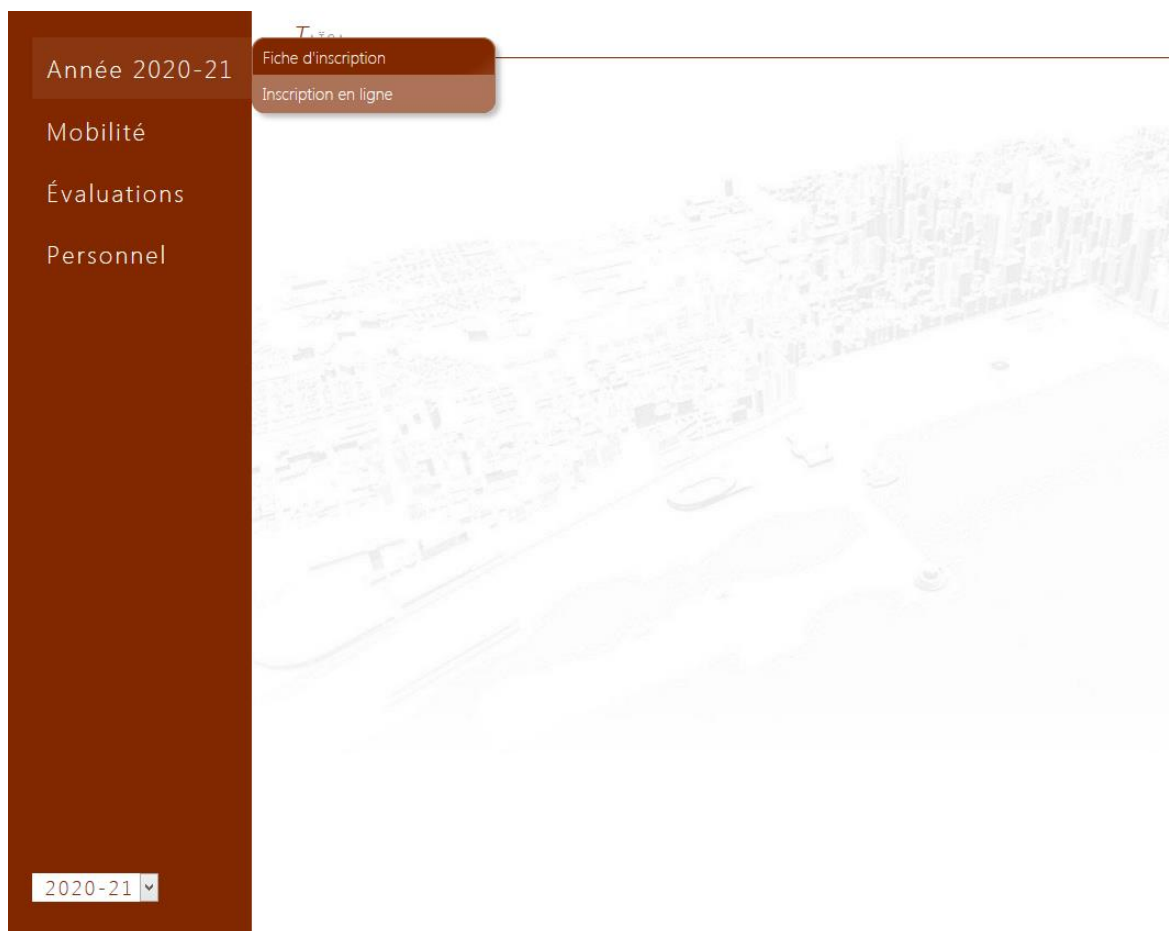 Année 2020-21
Fiche d'inscription
Inscription en ligne
Mobilité
Évaluations
Personnel
2020-21